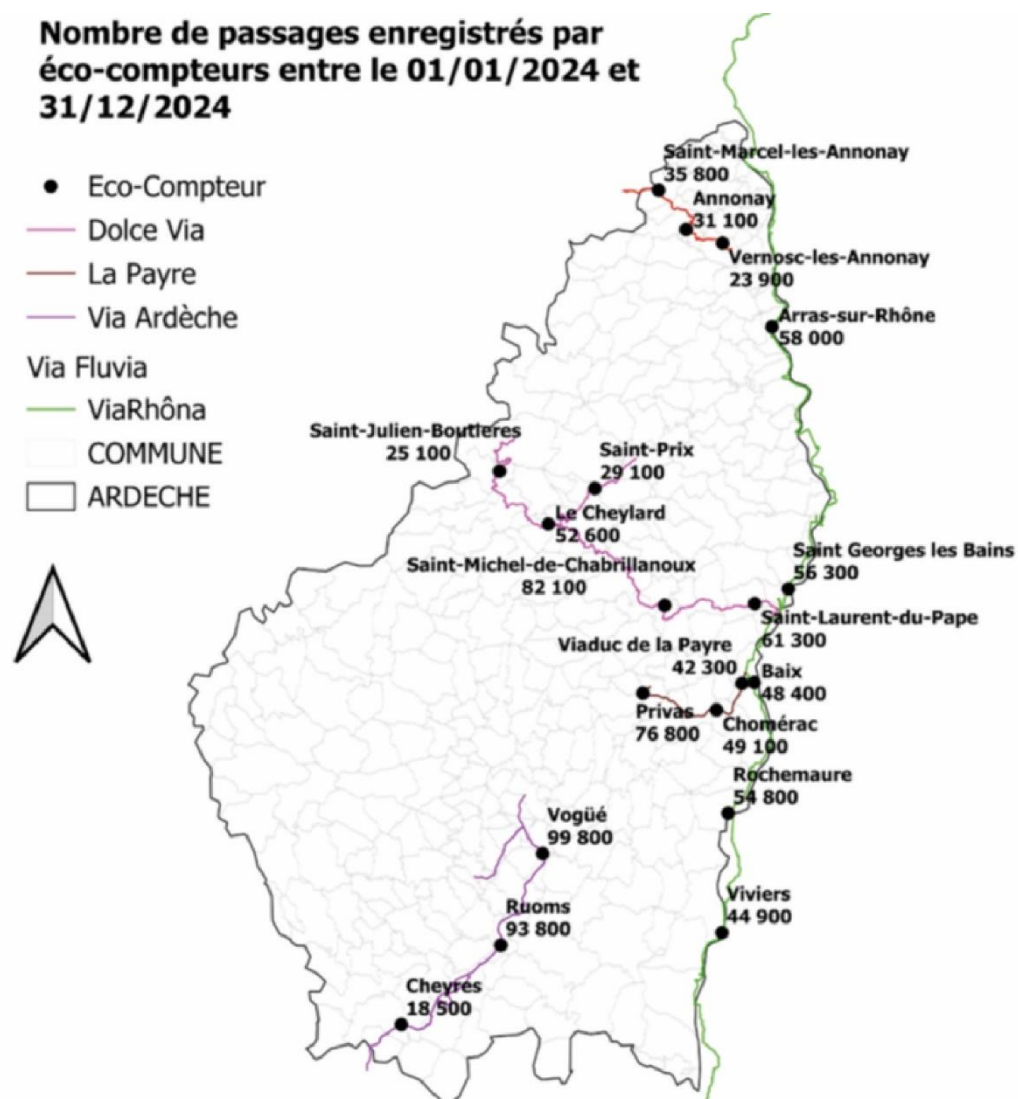 Nombre de passages enregistrés par
éco-compteurs entre le 01/01/2024 et
31/12/2024
Eco-Compteur
Dolce Via
La Payre
Via Ardèche
Via Fluvia
ViaRhôna
COMMUNE
ARDECHE
Saint-Marcel-les-Annonay
35 800
Annonay
31 100
Vernosc-les-Annonay
23 900
Arras-sur-Rhône
58 000
Saint-Julien-Boutieres
25 100
Saint-Prix
29 100
Le Cheylard
52 600
Saint-Michel-de-Chabrillanoux
82 100
Saint Georges les Bains
56 300
Saint-Laurent-du-Pape
61 300
Viaduc de la Payre
42 300
Baix
48 400
Privas
76 800
Chomérac
49 100
Rochemaure
54 800
Vogüé
99 800
Ruoms
93 800
Viviers
44 900
Cheyres
18 500